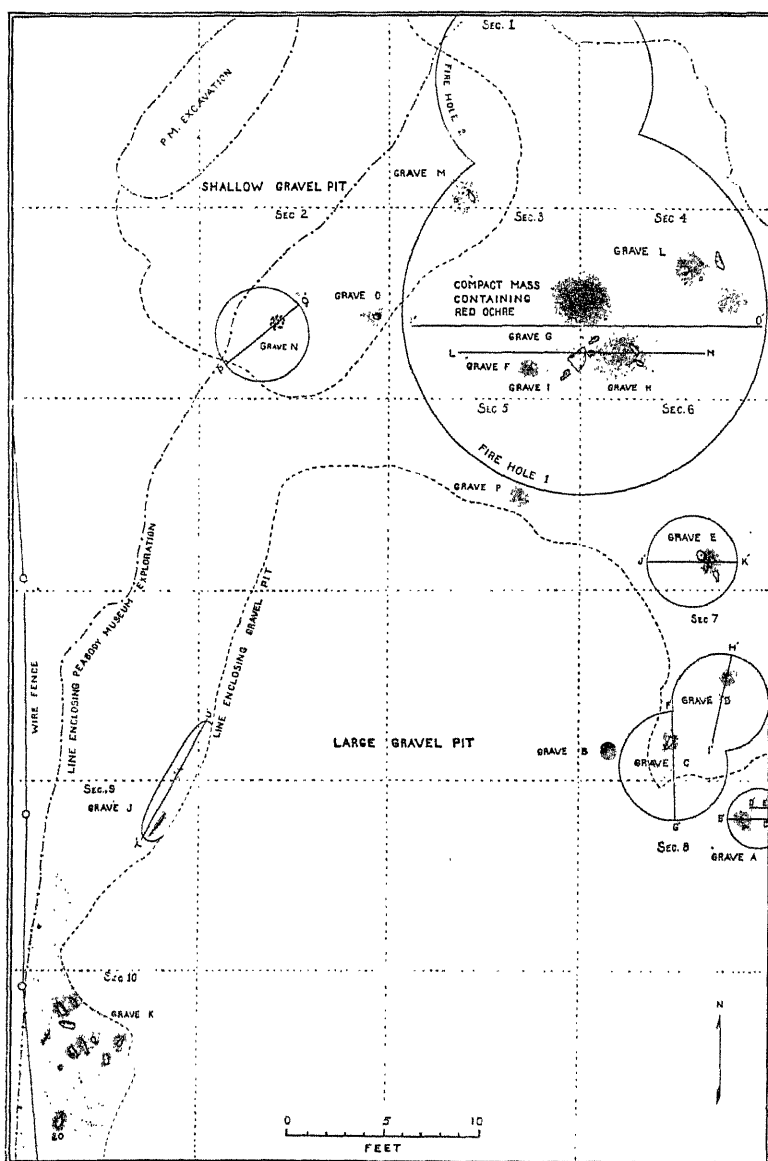 SEC. 1
P.M. EXCAVATION
FIRE HOLE 2
GRAVE M
SHALLOW GRAVEL PIT
SEC 2
SEC. 3
SEC 4
GRAVE L
COMPACT MASS
CONTAINING
RED OCHRE
GRAVE O
GRAVE N
O'
GRAVE G
L
M
GRAVE F
GRAVE I
GRAVE H
SEC 5
SEC. 6
FIRE HOLE 1
GRAVE P
GRAVE E
J'
K'
SEC 7
WIRE FENCE
LINE ENCLOSING PEABODY MUSEUM EXPLORATION
LINE ENCLOSING GRAVEL PIT
H'
GRAVE D
F
I'
LARGE GRAVEL PIT
GRAVE B
GRAVE C
G'
SEC. 9
GRAVE J
B'
SEC. 8
GRAVE A
SEC 10
GRAVE K
N
20
0 5 10
FEET